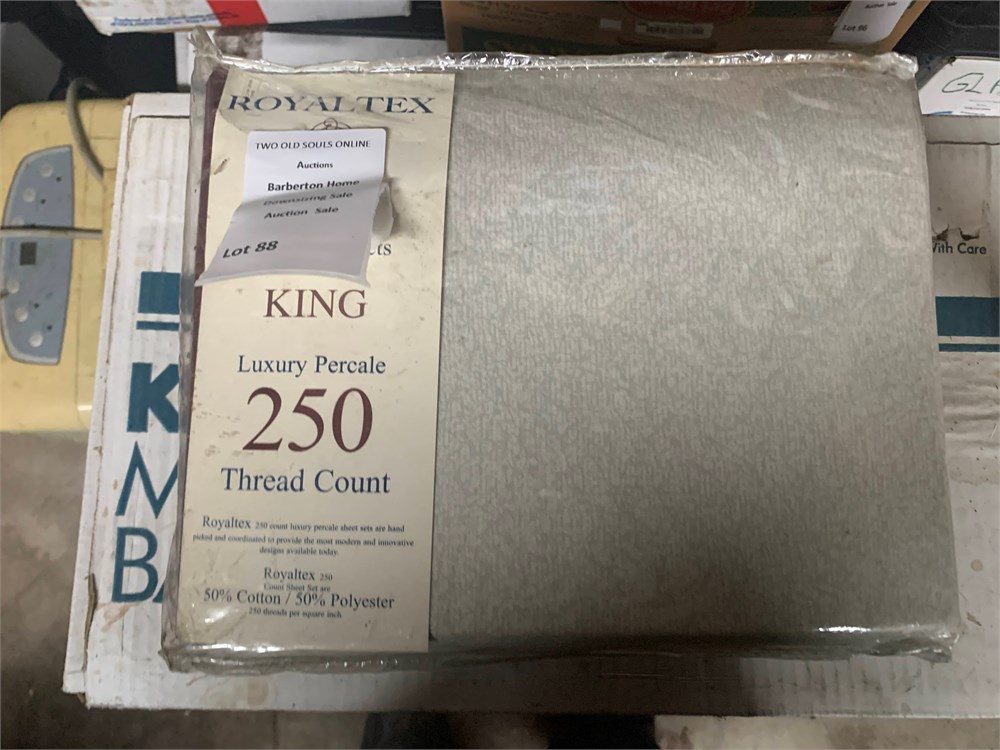 Lot 96
GLA
ROYALTEX
TWO OLD SOULS ONLINE
Auctions
Barberton Home
Downsizing Sale
Auction Sale
Lot 88
ets
KING
Luxury Percale
250
Thread Count
Royaltex 250 count luxury percale sheet sets are hand
picked and coordinated to provide the most modern and innovative
designs available today.
Royaltex 250
Count Sheet Set are
50% Cotton / 50% Polyester
250 threads per square inch.
With Care
K
M
BA